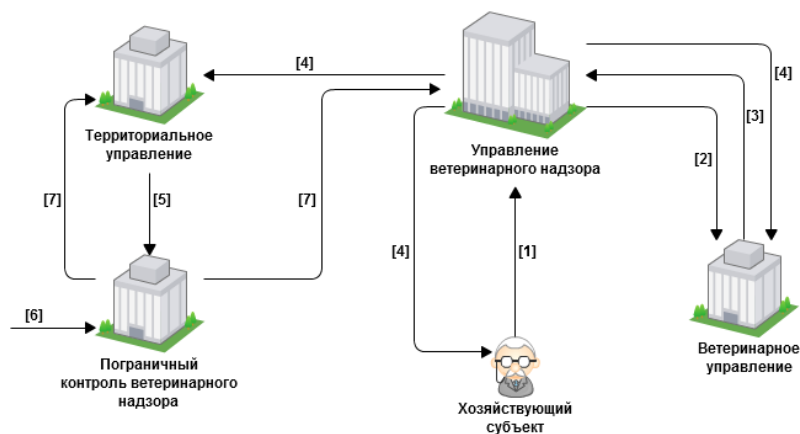 [4]
[4]
[3]
Территориальное
управление
Управление
ветеринарного надзора
[2]
[7]
[5]
[7]
[4]
[1]
[6]
Пограничный
контроль ветеринарного
надзора
Хозяйствующий
субъект
Ветеринарное
управление